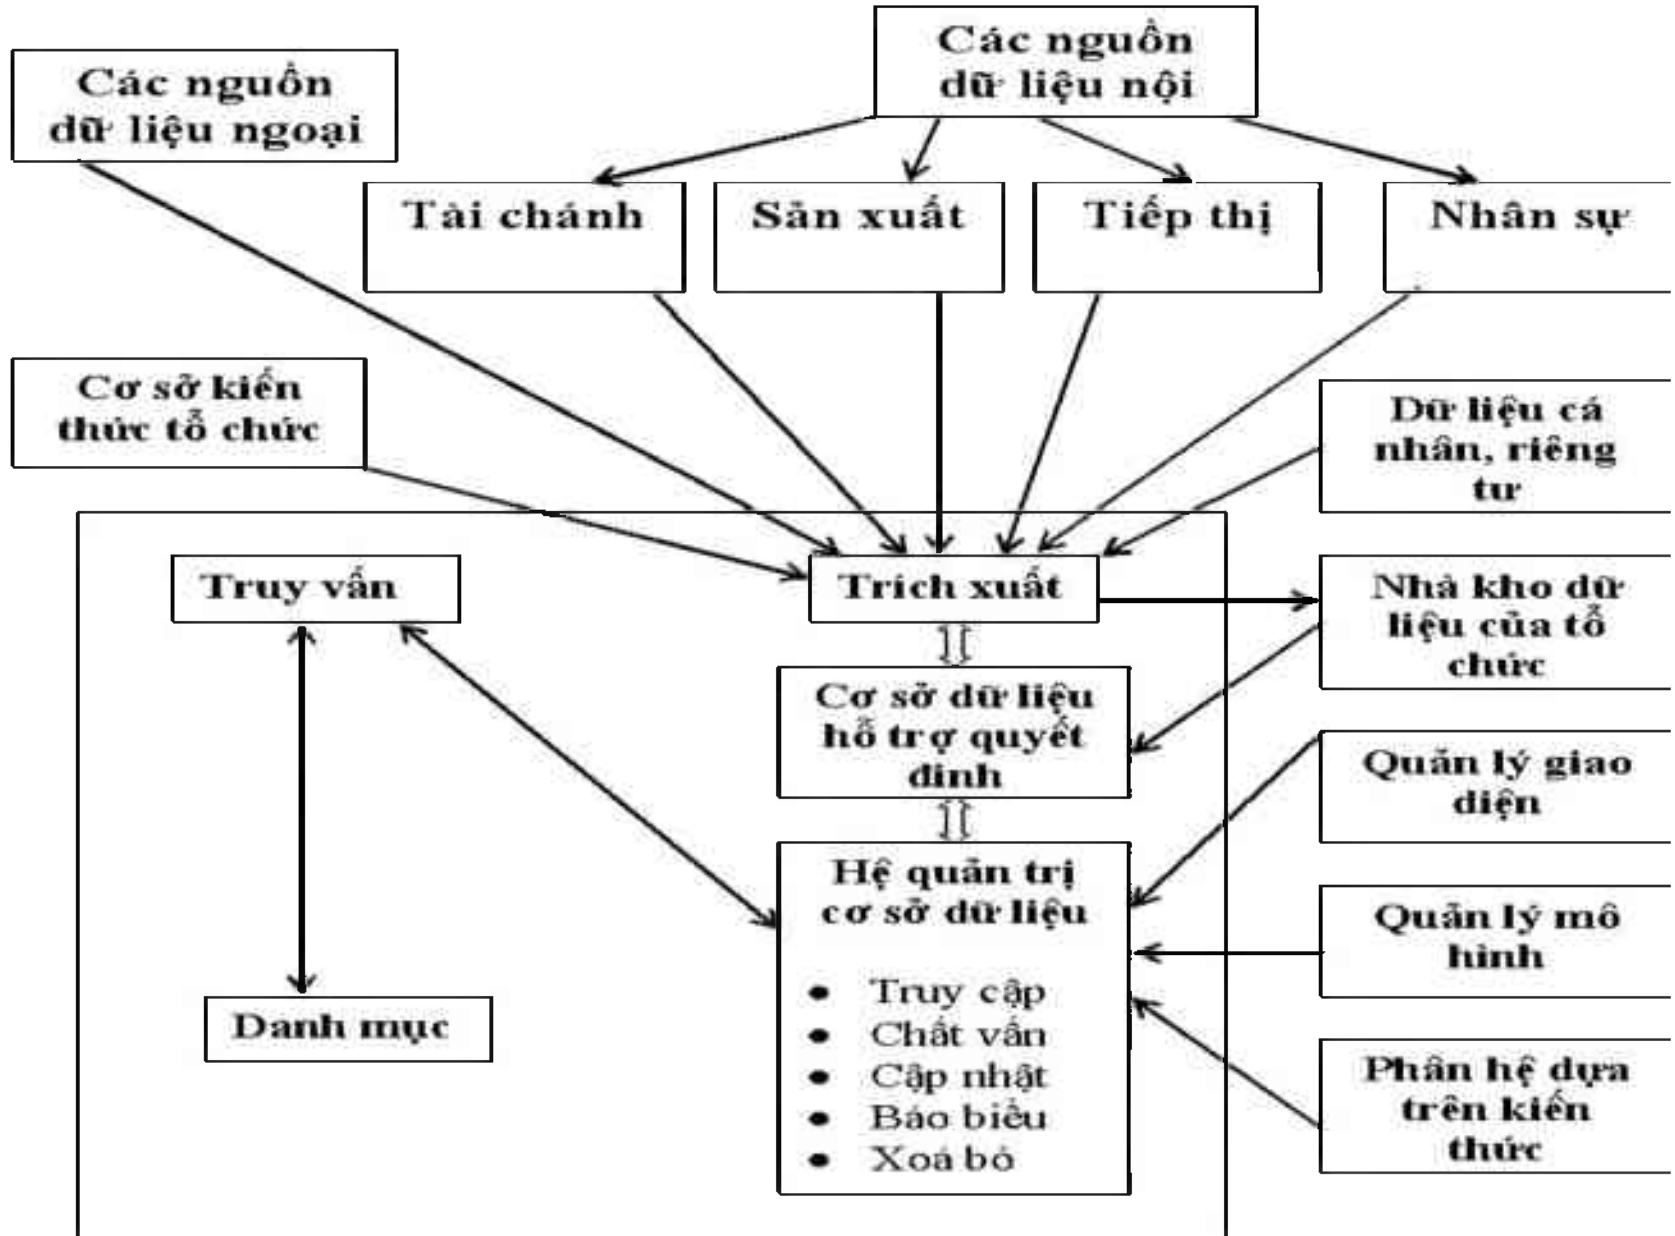 Các nguồn
dữ liệu nội
Các nguồn
dữ liệu ngoại
Tài chánh
Sản xuất
Tiếp thị
Nhân sự
Cơ sở kiến
thức tổ chức
Dữ liệu cá
nhân, riêng
tư
Truy vấn
Trích xuất
Nhà kho dữ
liệu của tổ
chức
Cơ sở dữ liệu
hỗ trợ quyết
đinh
Quản lý giao
diện
Hệ quản trị
cơ sở dữ liệu
Quản lý mô
hình
• Truy cập
• Chất vấn
• Cập nhật
• Báo biểu
• Xoá bỏ
Danh mục
Phân hệ dựa
trên kiến
thức